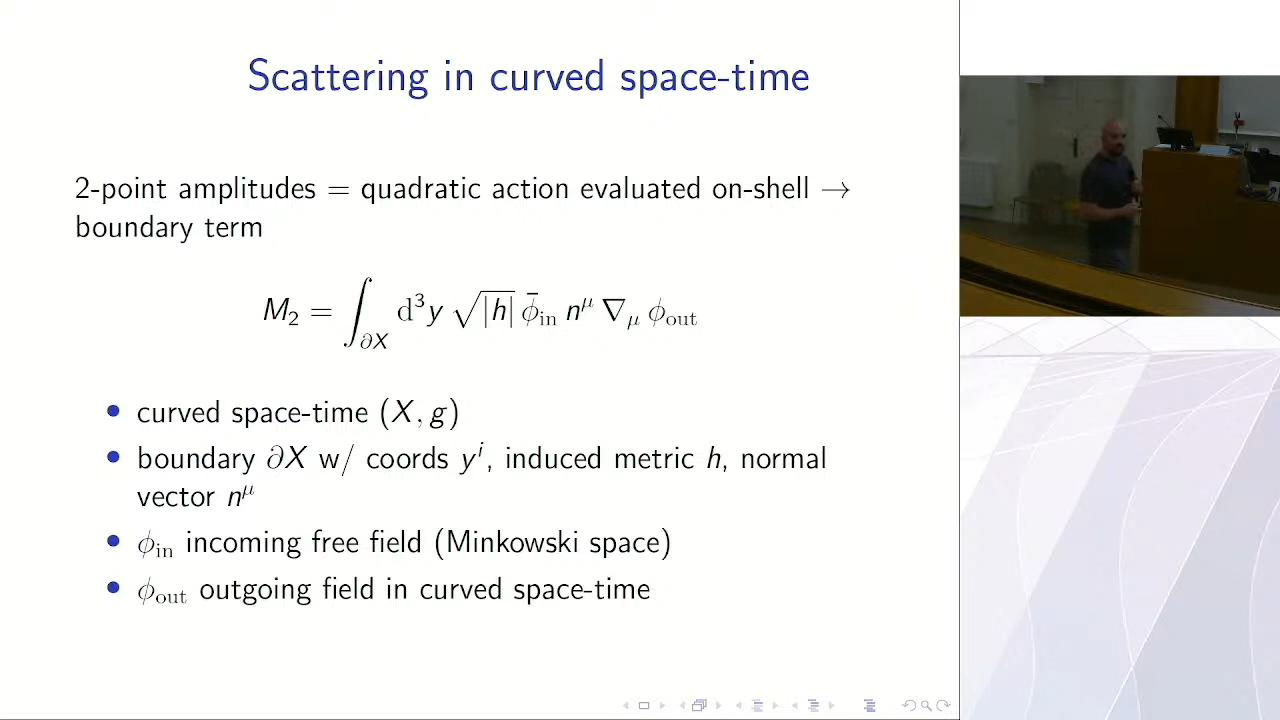 Scattering in curved space-time
2-point amplitudes = quadratic action evaluated on-shell →
boundary term
M₂ = ∫_{∂X} d³y √|h| ϕ̄_in n^μ ∇_μ ϕ_out
• curved space-time (X, g)
• boundary ∂X w/ coords yⁱ, induced metric h, normal
vector n^μ
• ϕ_in incoming free field (Minkowski space)
• ϕ_out outgoing field in curved space-time